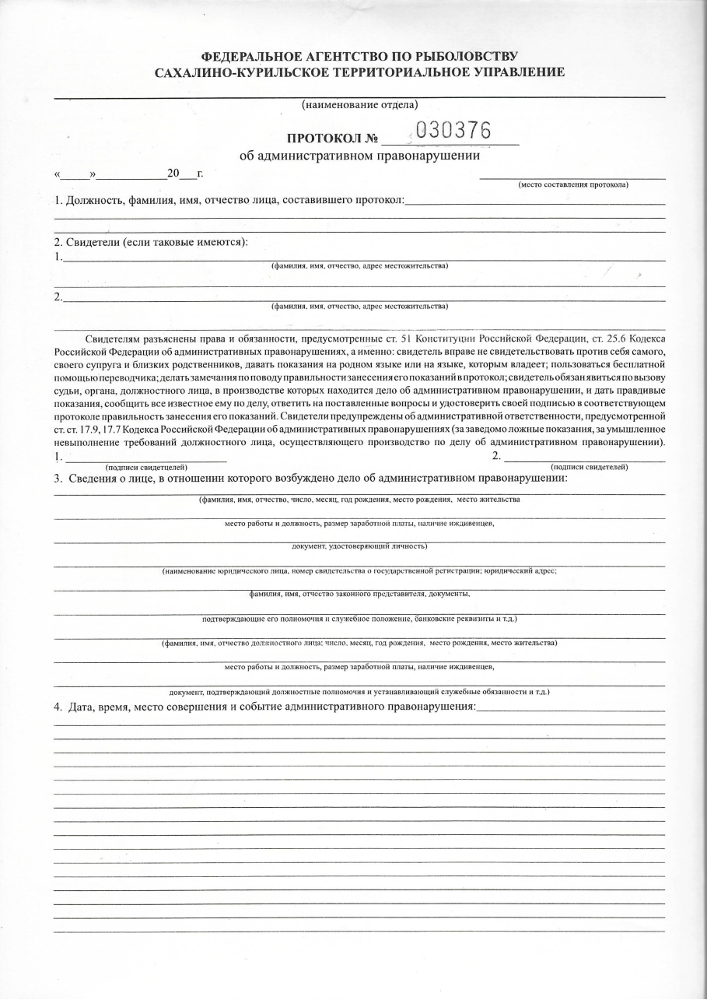 ФЕДЕРАЛЬНОЕ АГЕНТСТВО ПО РЫБОЛОВСТВУ
САХАЛИНО-КУРИЛЬСКОЕ ТЕРРИТОРИАЛЬНОЕ УПРАВЛЕНИЕ
(наименование отдела)
ПРОТОКОЛ № 030376
об административном правонарушении
«_____»____________20___г.
(место составления протокола)
1. Должность, фамилия, имя, отчество лица, составившего протокол:
2. Свидетели (если таковые имеются):
1.
(фамилия, имя, отчество, адрес местожительства)
2.
(фамилия, имя, отчество, адрес местожительства)
Свидетелям разъяснены права и обязанности, предусмотренные ст. 51 Конституции Российской Федерации, ст. 25.6 Кодекса
Российской Федерации об административных правонарушениях, а именно: свидетель вправе не свидетельствовать против себя самого,
своего супруга и близких родственников, давать показания на родном языке или на языке, которым владеет; пользоваться бесплатной
помощью переводчика; делать замечания по поводу правильности занесения его показаний в протокол; свидетель обязан явиться по вызову
судьи, органа, должностного лица, в производстве которых находится дело об административном правонарушении, и дать правдивые
показания, сообщить все известное ему по делу, ответить на поставленные вопросы и удостоверить своей подписью в соответствующем
протоколе правильность занесения его показаний. Свидетели предупреждены об административной ответственности, предусмотренной
ст. ст. 17.9, 17.7 Кодекса Российской Федерации об административных правонарушениях (за заведомо ложные показания, за умышленное
невыполнение требований должностного лица, осуществляющего производство по делу об административном правонарушении).
1. 2.
(подписи свидетцелей) (подписи свидетелей)
3. Сведения о лице, в отношении которого возбуждено дело об административном правонарушении:
(фамилия, имя, отчество, число, месяц, год рождения, место рождения, место жительства
место работы и должность, размер заработной платы, наличие иждивенцев,
документ, удостоверяющий личность)
(наименование юридического лица, номер свидетельства о государственной регистрации; юридический адрес;
фамилия, имя, отчество законного представителя, документы,
подтверждающие его полномочия и служебное положение, банковские реквизиты и т.д.)
(фамилия, имя, отчество должностного лица; число, месяц, год рождения, место рождения, место жительства)
место работы и должность, размер заработной платы, наличие иждивенцев,
документ, подтверждающий должностные полномочия и устанавливающий служебные обязанности и т.д.)
4. Дата, время, место совершения и событие административного правонарушения: